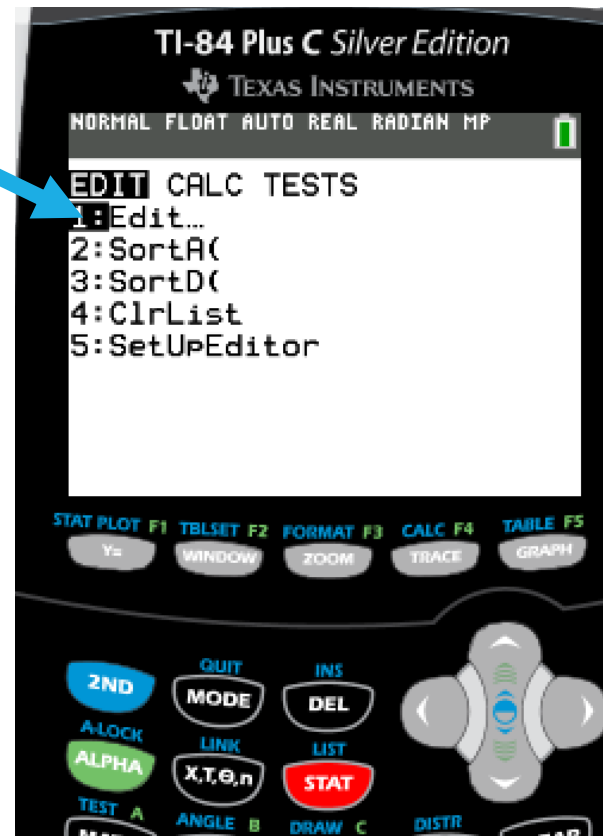 TI-84 Plus C Silver Edition
TEXAS INSTRUMENTS
NORMAL FLOAT AUTO REAL RADIAN MP
EDIT CALC TESTS
1:Edit…
2:SortA(
3:SortD(
4:ClrList
5:SetUpEditor
STAT PLOT F1 TBLSET F2 FORMAT F3 CALC F4 TABLE F5
Y= WINDOW ZOOM TRACE GRAPH
QUIT INS
2ND MODE DEL
A-LOCK LINK LIST
ALPHA X,T,Θ,n STAT
TEST A ANGLE B DRAW C DISTR